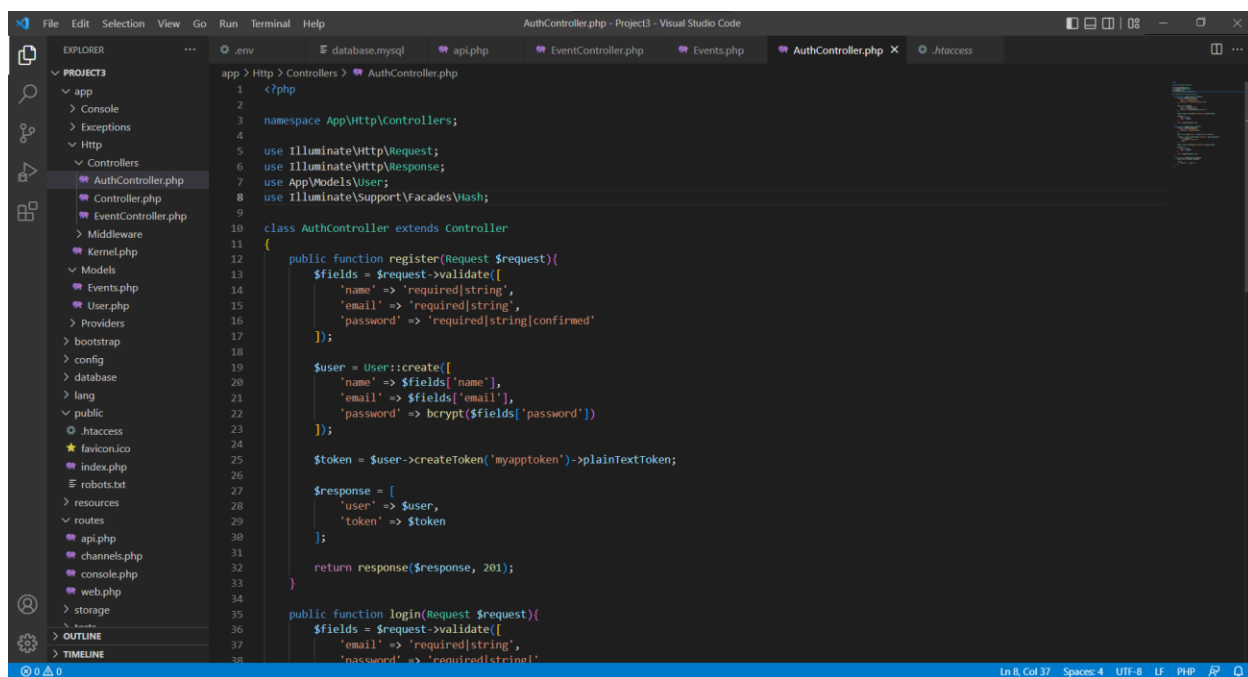 File Edit Selection View Go Run Terminal Help
AuthController.php - Project3 - Visual Studio Code
EXPLORER ...
.env
database.mysql
api.php
EventController.php
Events.php
AuthController.php
.htaccess
PROJECT3
app
Console
Exceptions
Http
Controllers
AuthController.php
Controller.php
EventController.php
Middleware
Kernel.php
Models
Events.php
User.php
Providers
bootstrap
config
database
lang
public
.htaccess
favicon.ico
index.php
robots.txt
resources
routes
api.php
channels.php
console.php
web.php
storage
tests
OUTLINE
TIMELINE
app > Http > Controllers > AuthController.php
1 <?php
2
3 namespace App\Http\Controllers;
4
5 use Illuminate\Http\Request;
6 use Illuminate\Http\Response;
7 use App\Models\User;
8 use Illuminate\Support\Facades\Hash;
9
10 class AuthController extends Controller
11 {
12 public function register(Request $request){
13 $fields = $request->validate([
14 'name' => 'required|string',
15 'email' => 'required|string',
16 'password' => 'required|string|confirmed'
17 ]);
18
19 $user = User::create([
20 'name' => $fields['name'],
21 'email' => $fields['email'],
22 'password' => bcrypt($fields['password'])
23 ]);
24
25 $token = $user->createToken('myapptoken')->plainTextToken;
26
27 $response = [
28 'user' => $user,
29 'token' => $token
30 ];
31
32 return response($response, 201);
33 }
34
35 public function login(Request $request){
36 $fields = $request->validate([
37 'email' => 'required|string',
38 'password' => 'required|string|'
0 0
Ln 8, Col 37 Spaces: 4 UTF-8 LF PHP